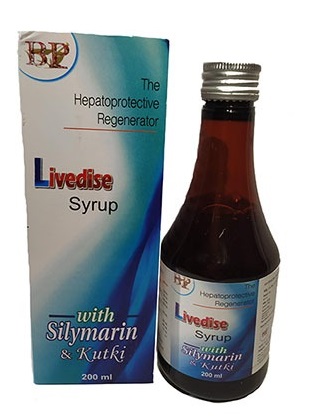 BP
The
Hepatoprotective
Regenerator
Livedise
Syrup
with
Silymarin
& Kutki
200 ml
BP
The
Hepatoprotective
Regenerator
Livedise
Syrup
with
Silymarin
& Kutki
200 ml